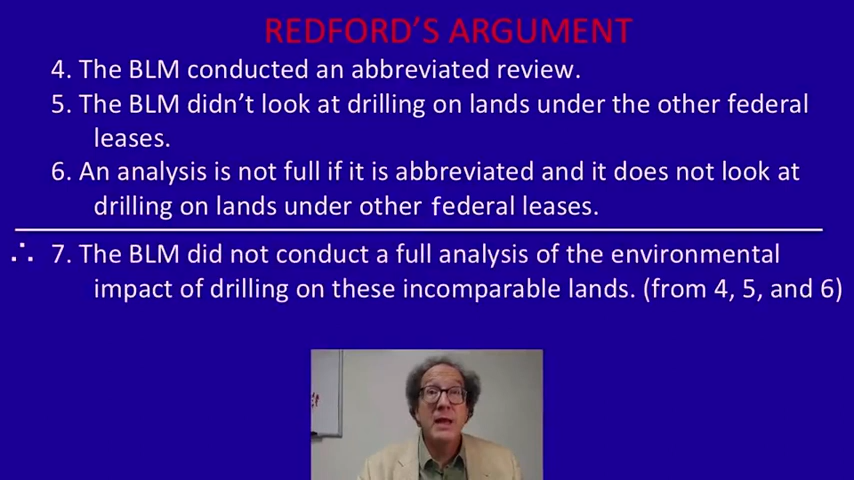 REDFORD'S ARGUMENT
4. The BLM conducted an abbreviated review.
5. The BLM didn't look at drilling on lands under the other federal
leases.
6. An analysis is not full if it is abbreviated and it does not look at
drilling on lands under other federal leases.
∴ 7. The BLM did not conduct a full analysis of the environmental
impact of drilling on these incomparable lands. (from 4, 5, and 6)